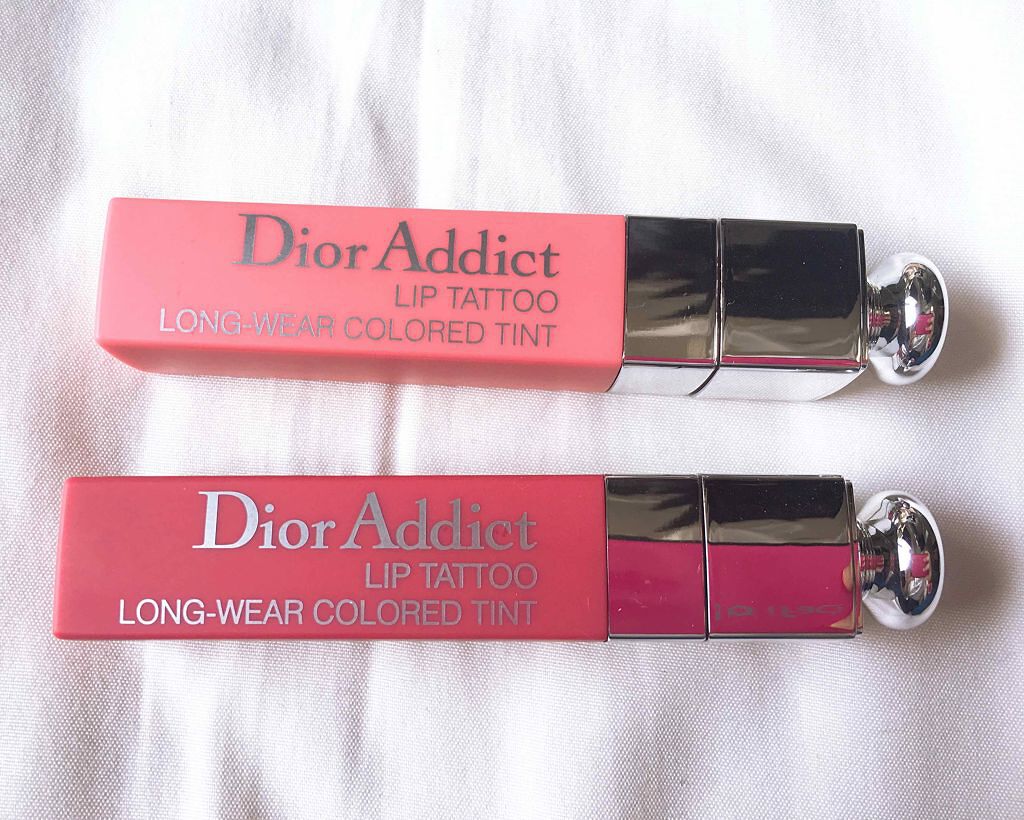 Dior Addict
LIP TATTOO
LONG-WEAR COLORED TINT
Dior Addict
LIP TATTOO
LONG-WEAR COLORED TINT